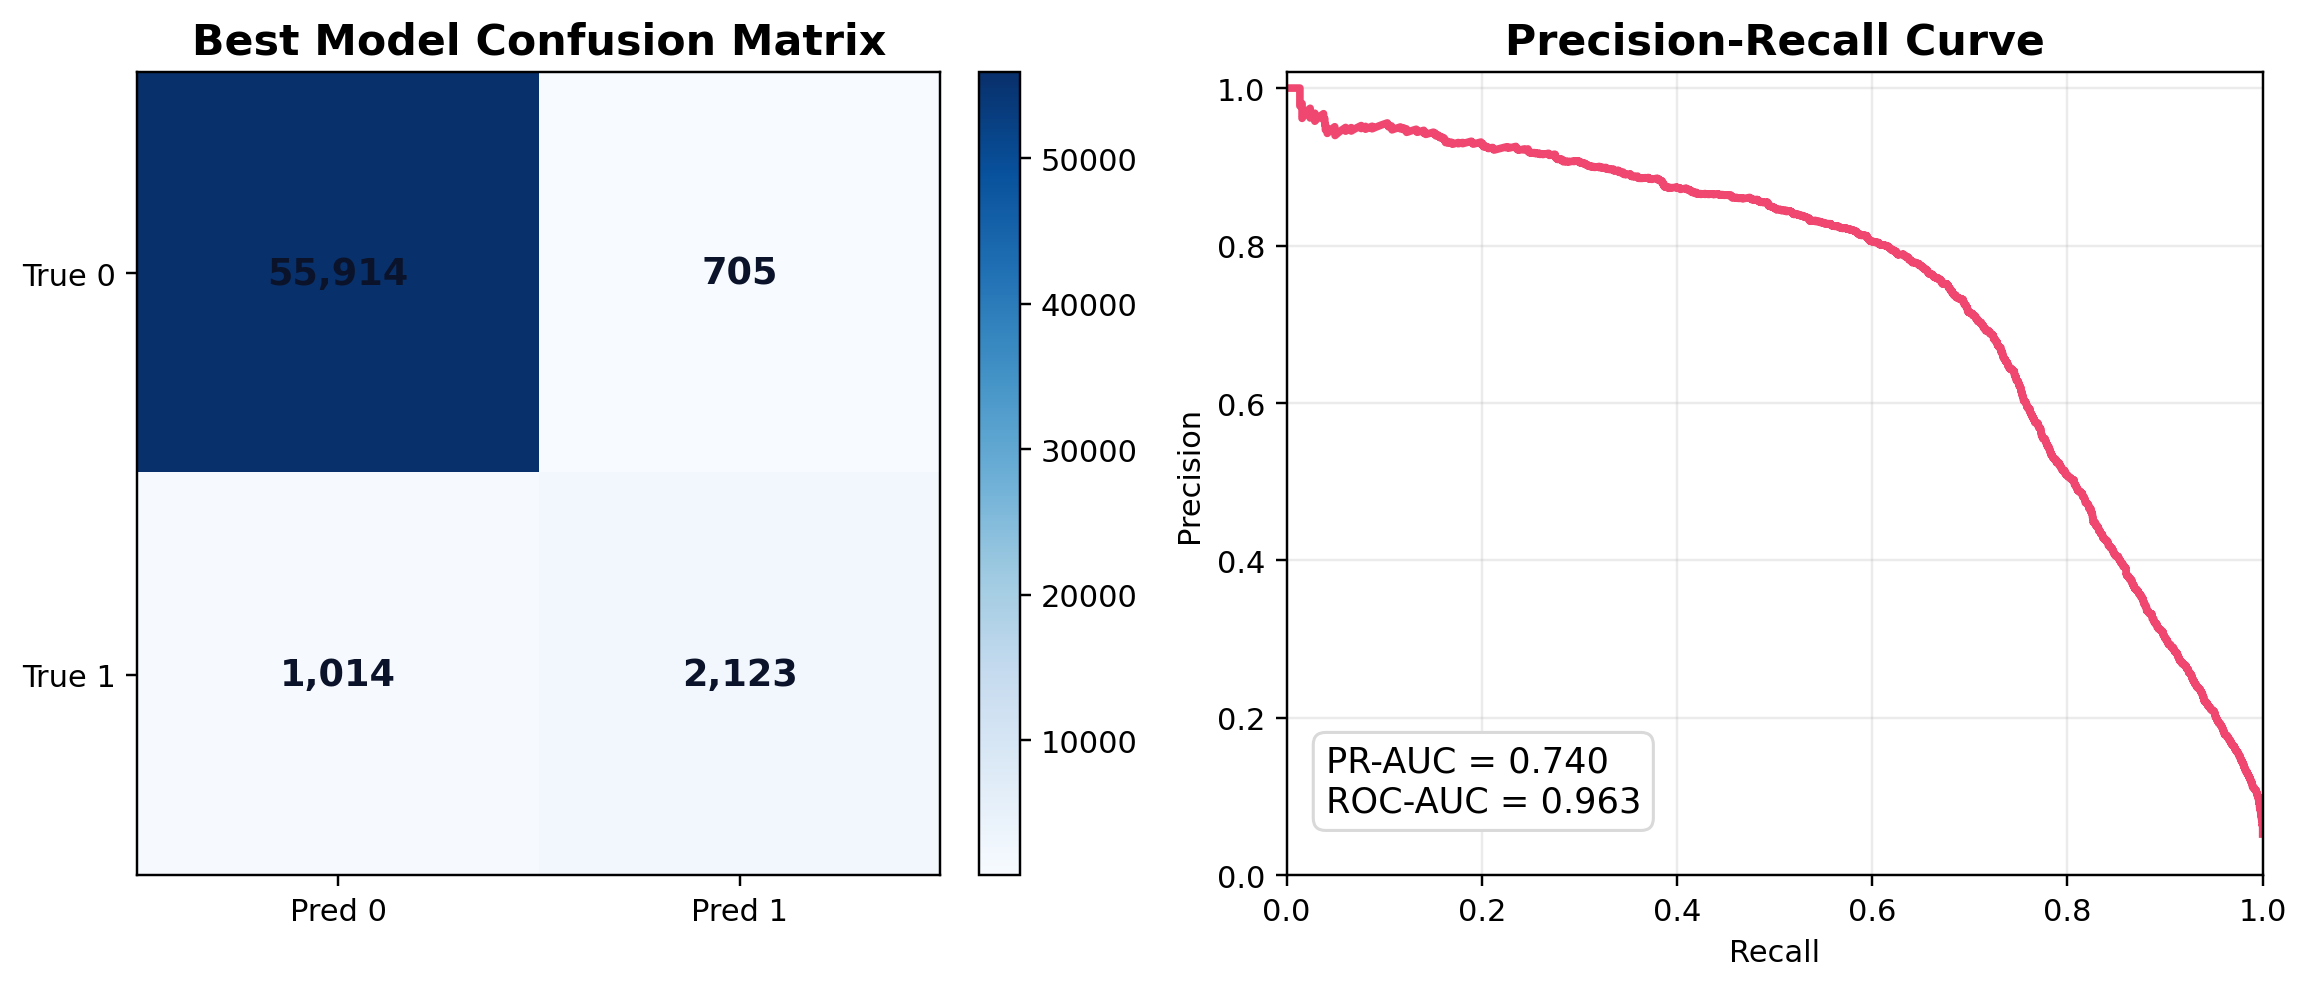 Best Model Confusion Matrix
True 0
True 1
55,914
705
1,014
2,123
Pred 0
Pred 1
50000
40000
30000
20000
10000
Precision-Recall Curve
Precision
1.0
0.8
0.6
0.4
0.2
0.0
PR-AUC = 0.740
ROC-AUC = 0.963
0.0
0.2
0.4
0.6
0.8
1.0
Recall